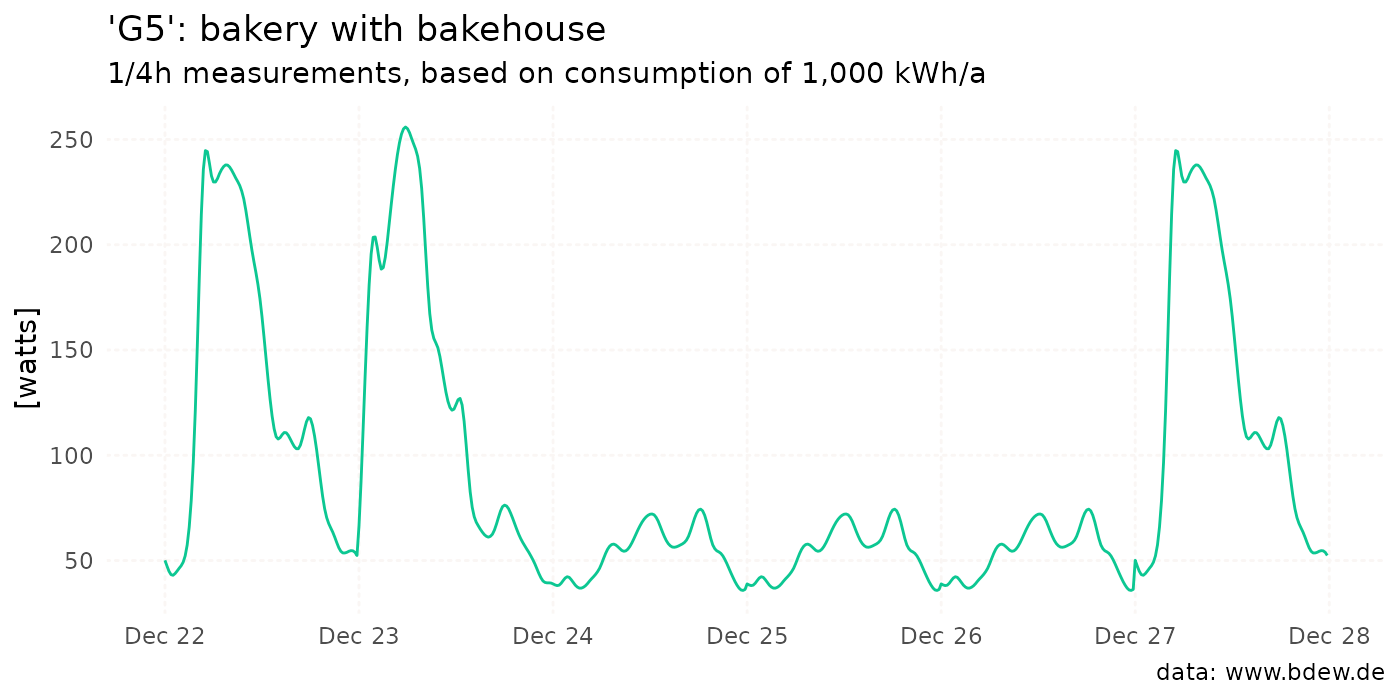 'G5': bakery with bakehouse
1/4h measurements, based on consumption of 1,000 kWh/a
[watts]
250
200
150
100
50
Dec 22 Dec 23 Dec 24 Dec 25 Dec 26 Dec 27 Dec 28
data: www.bdew.de